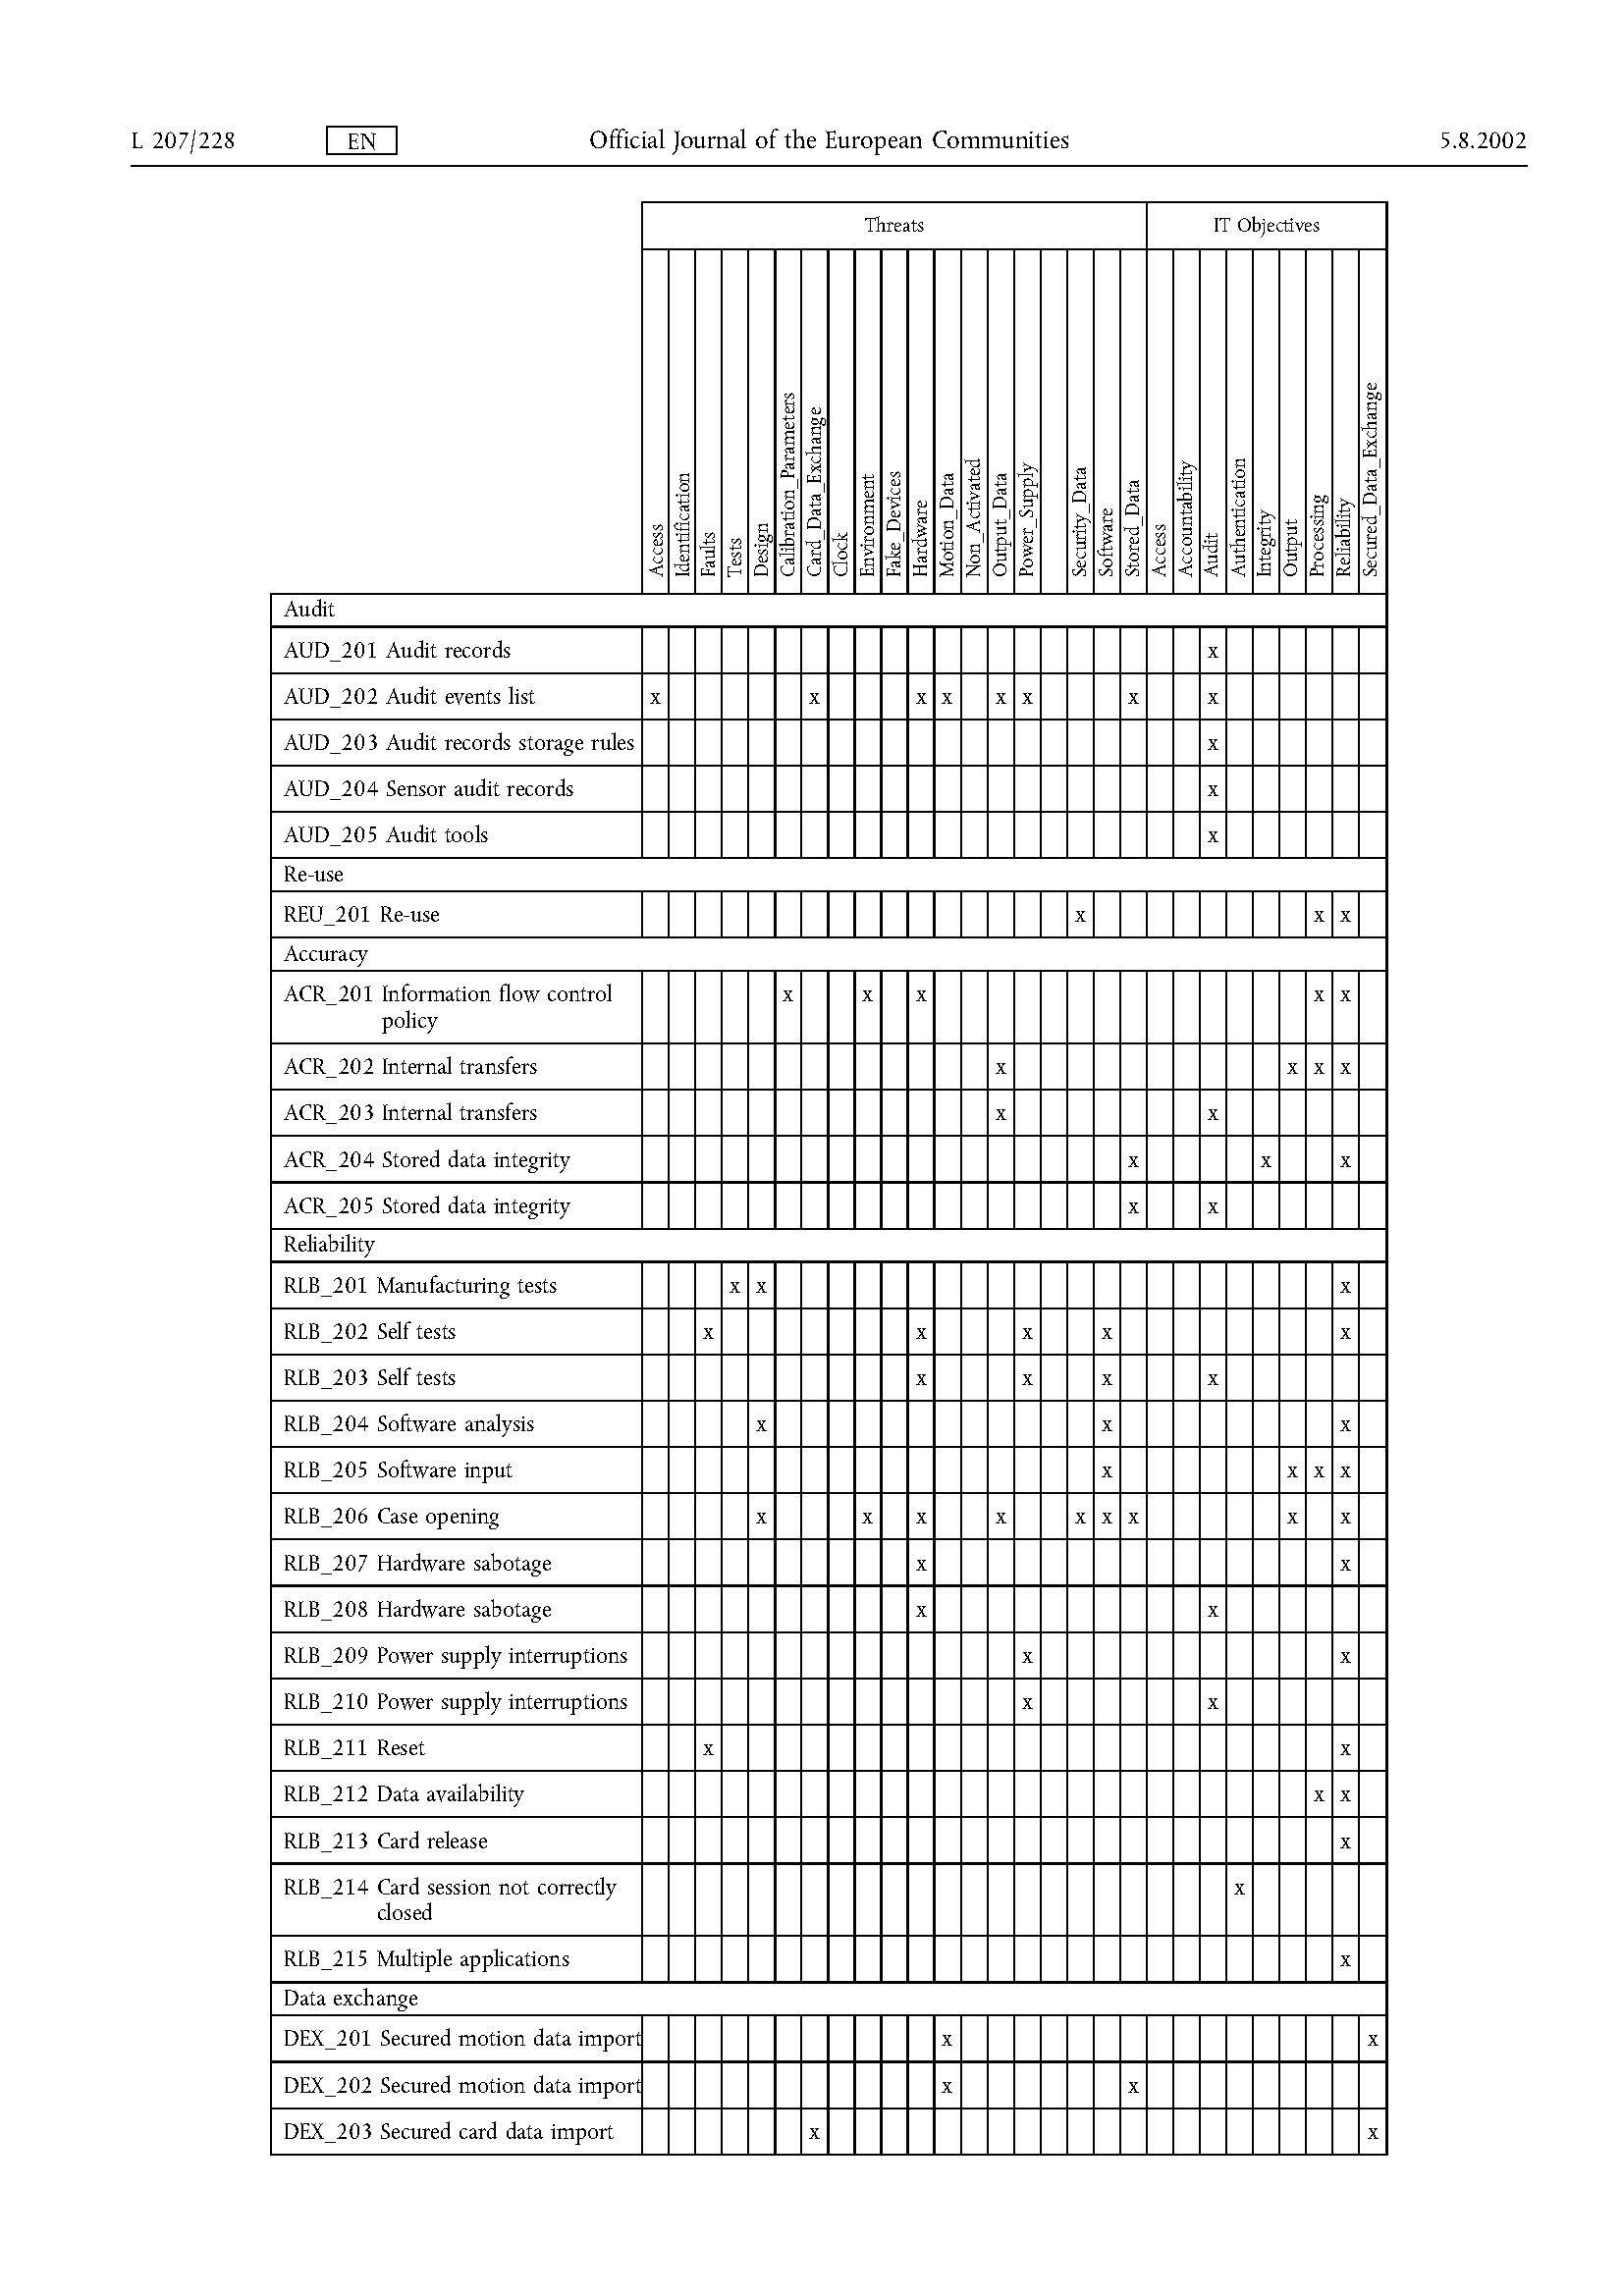 L 207/228 EN Official Journal of the European Communities 5.8.2002
Threats IT Objectives
Access
Identification
Faults
Tests
Design
Calibration_Parameters
Card_Data_Exchange
Clock
Environment
Fake_Devices
Hardware
Motion_Data
Non_Activated
Output_Data
Power_Supply
Security_Data
Software
Stored_Data
Access
Accountability
Audit
Authentication
Integrity
Output
Processing
Reliability
Secured_Data_Exchange
Audit
AUD_201 Audit records x
AUD_202 Audit events list x x x x x x x x
AUD_203 Audit records storage rules x
AUD_204 Sensor audit records x
AUD_205 Audit tools x
Re-use
REU_201 Re-use x x x
Accuracy
ACR_201 Information flow control x x x x x
policy
ACR_202 Internal transfers x x x x
ACR_203 Internal transfers x x
ACR_204 Stored data integrity x x x
ACR_205 Stored data integrity x x
Reliability
RLB_201 Manufacturing tests x x x
RLB_202 Self tests x x x x x
RLB_203 Self tests x x x x
RLB_204 Software analysis x x x
RLB_205 Software input x x x x
RLB_206 Case opening x x x x x x x x x
RLB_207 Hardware sabotage x x
RLB_208 Hardware sabotage x x
RLB_209 Power supply interruptions x x
RLB_210 Power supply interruptions x x
RLB_211 Reset x x
RLB_212 Data availability x x
RLB_213 Card release x
RLB_214 Card session not correctly x
closed
RLB_215 Multiple applications x
Data exchange
DEX_201 Secured motion data import x x
DEX_202 Secured motion data import x x
DEX_203 Secured card data import x x